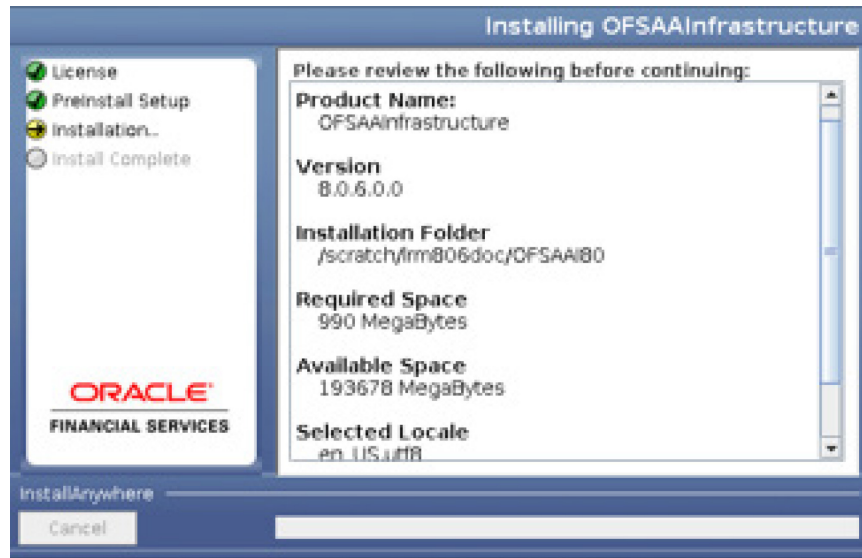 Installing OFSAAInfrastructure
License
Preinstall Setup
Installation...
Install Complete
ORACLE
FINANCIAL SERVICES
Please review the following before continuing:
Product Name:
OFSAAInfrastructure
Version
8.0.6.0.0
Installation Folder
/scratch/lrm806doc/OFSAAI80
Required Space
990 MegaBytes
Available Space
193678 MegaBytes
Selected Locale
en_US.utf8
InstallAnywhere
Cancel